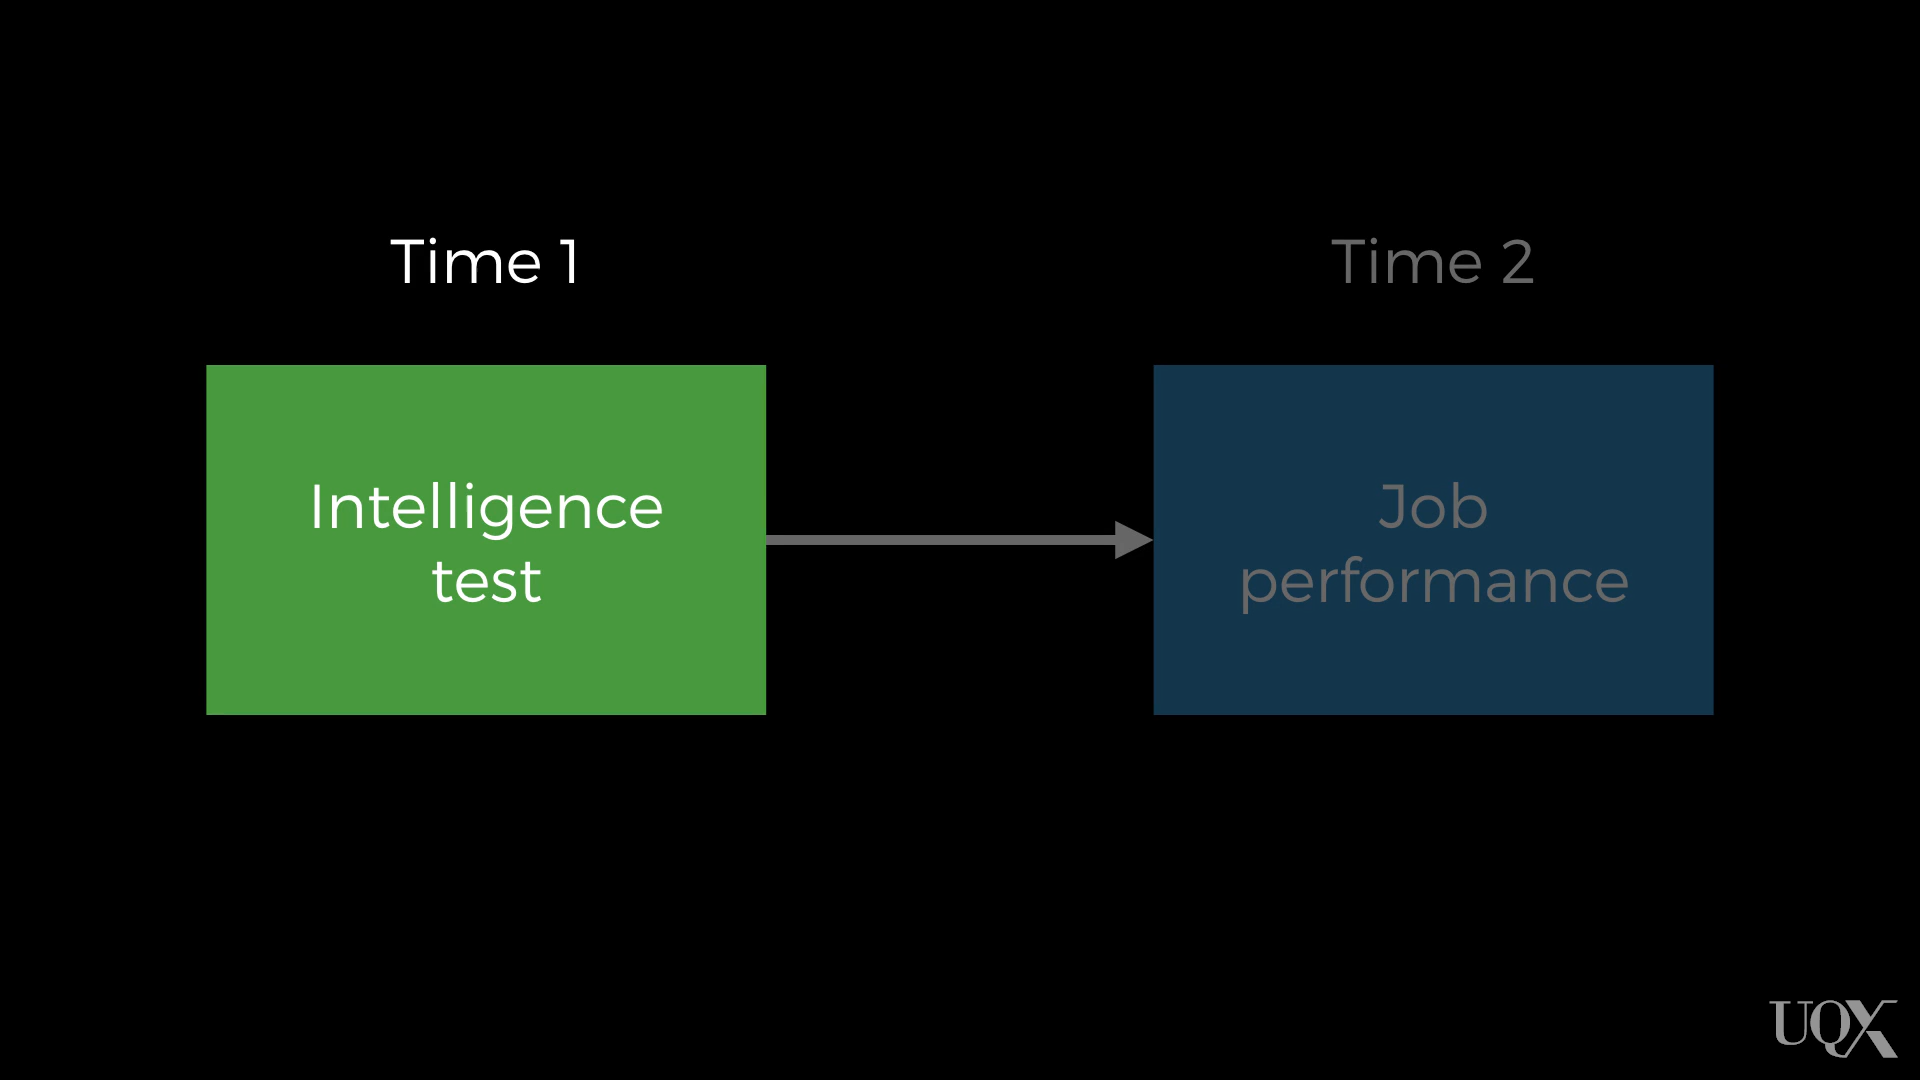 Time 1
Time 2
Intelligence
test
Job
performance
UQX